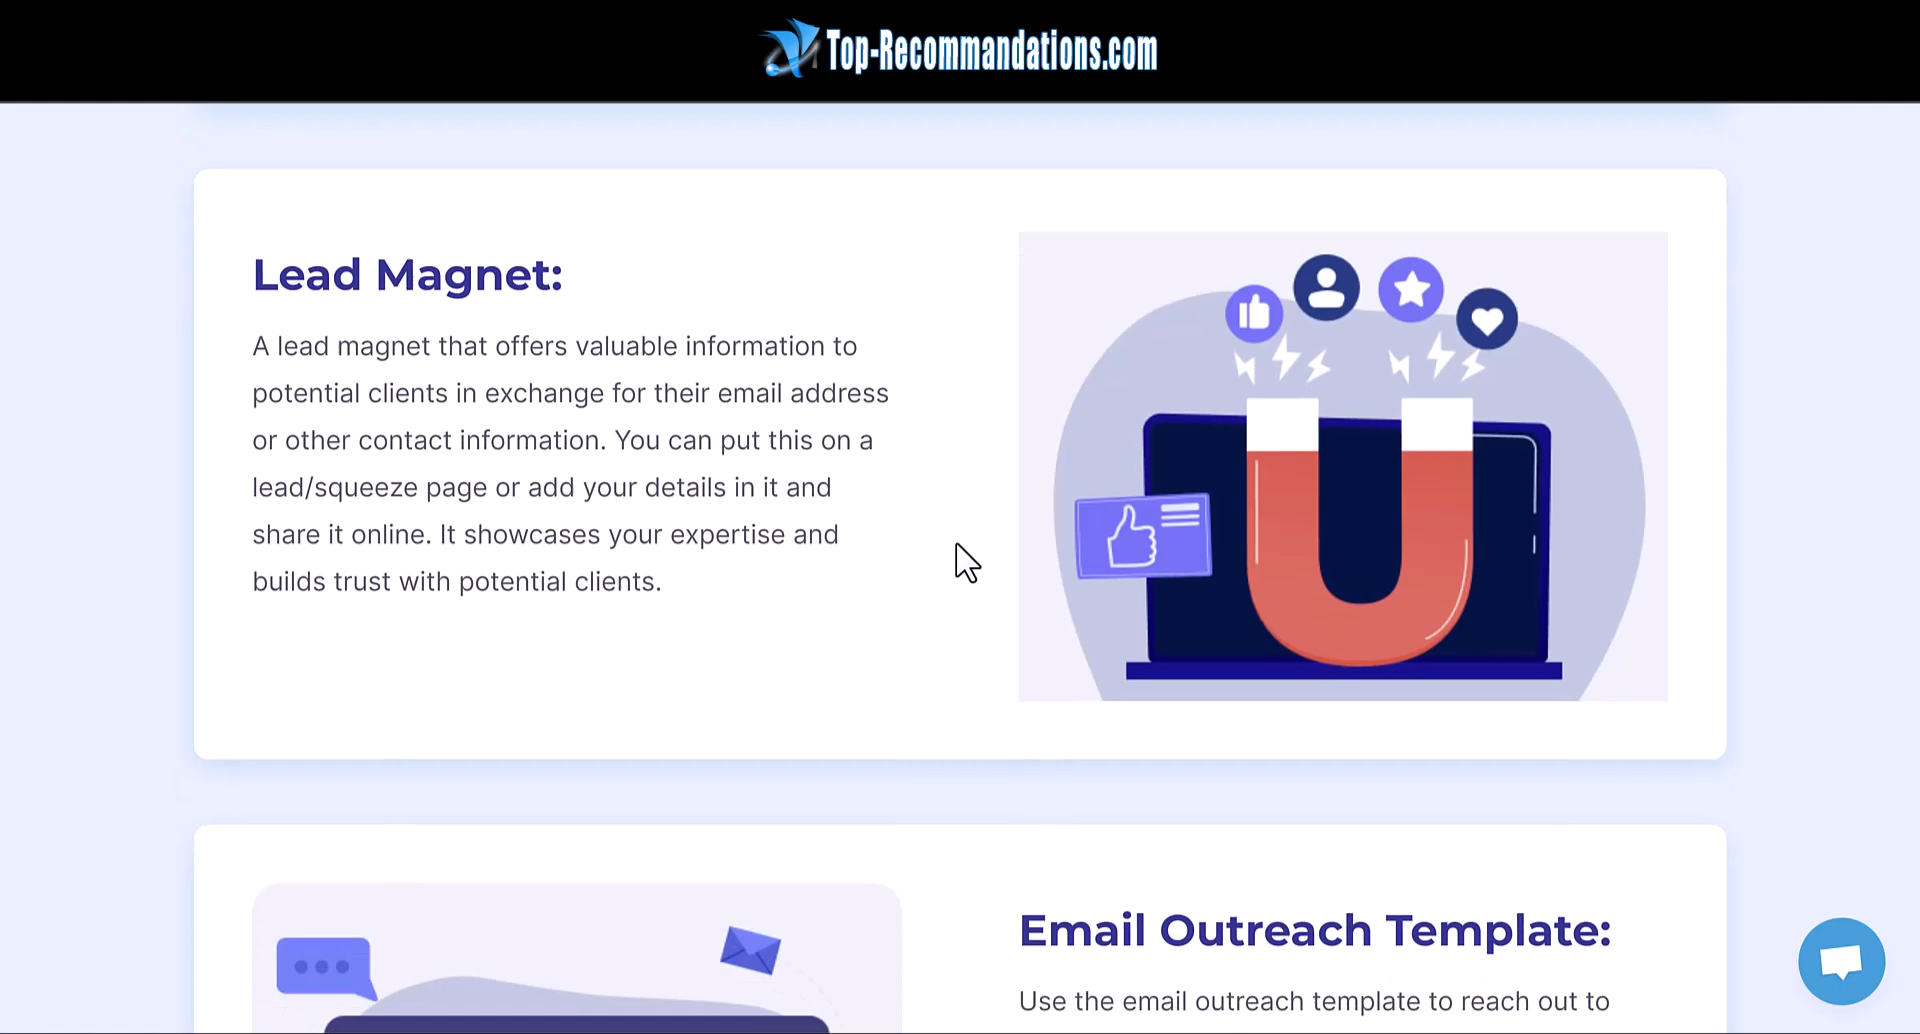 Top-Recommandations.com
Lead Magnet:
A lead magnet that offers valuable information to
potential clients in exchange for their email address
or other contact information. You can put this on a
lead/squeeze page or add your details in it and
share it online. It showcases your expertise and
builds trust with potential clients.
Email Outreach Template:
Use the email outreach template to reach out to